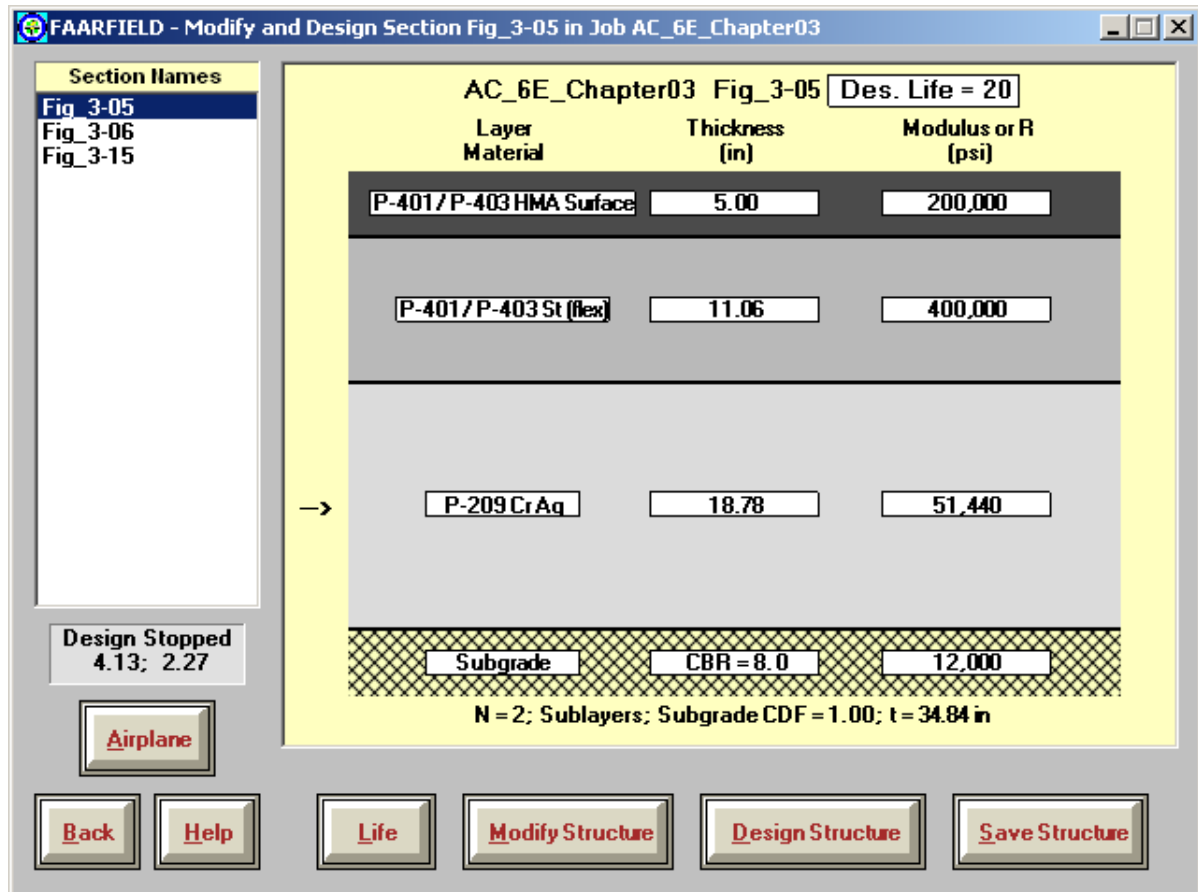 FAARFIELD - Modify and Design Section Fig_3-05 in Job AC_6E_Chapter03
Section Names
Fig_3-05
Fig_3-06
Fig_3-15
AC_6E_Chapter03 Fig_3-05 Des. Life = 20
Layer Material Thickness (in) Modulus or R (psi)
P-401/ P-403 HMA Surface 5.00 200,000
P-401/ P-403 St (flex) 11.06 400,000
--> P-209 Cr Ag 18.78 51,440
Subgrade CBR = 8.0 12,000
N = 2; Sublayers; Subgrade CDF = 1.00; t = 34.84 in
Design Stopped
4.13; 2.27
Airplane
Back Help Life Modify Structure Design Structure Save Structure